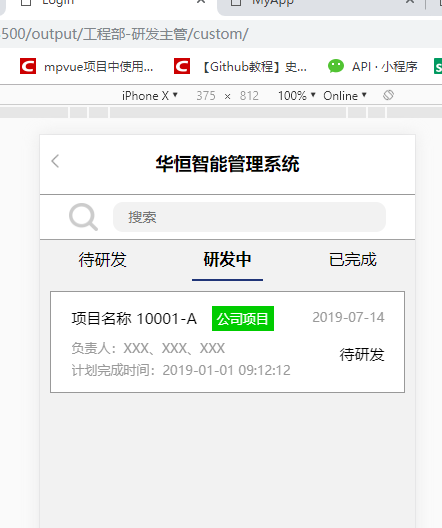 Login
MyApp
500/output/工程部-研发主管/custom/
mpvue项目中使用... 【Github教程】史... API · 小程序
iPhone X ▼ 375 × 812 100% ▼ Online ▼
华恒智能管理系统
搜索
待研发 研发中 已完成
项目名称 10001-A 公司项目 2019-07-14
负责人：XXX、XXX、XXX
待研发
计划完成时间：2019-01-01 09:12:12